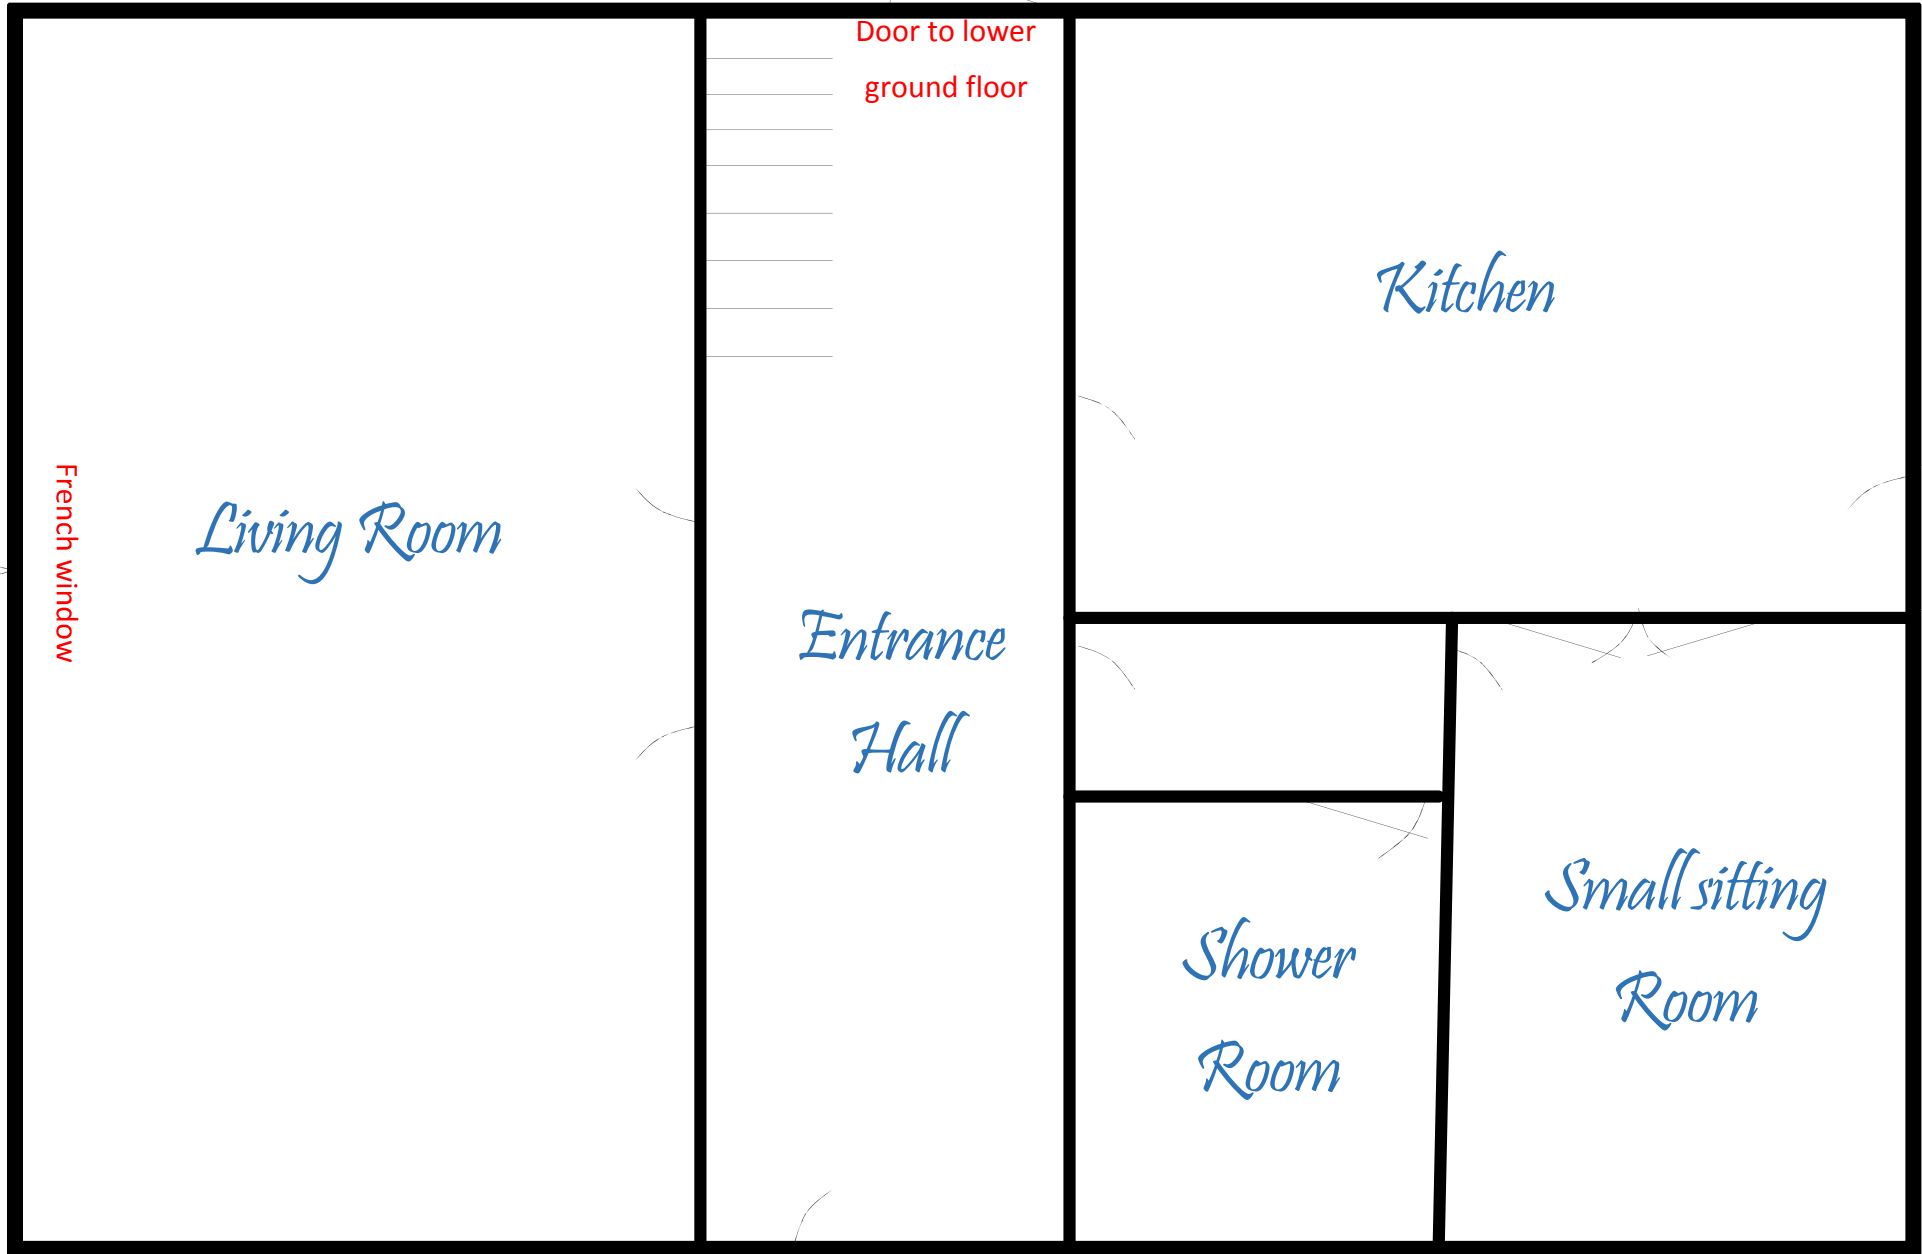 Door to lower
ground floor
Kitchen
French window
Living Room
Entrance
Hall
Small sitting
Room
Shower
Room